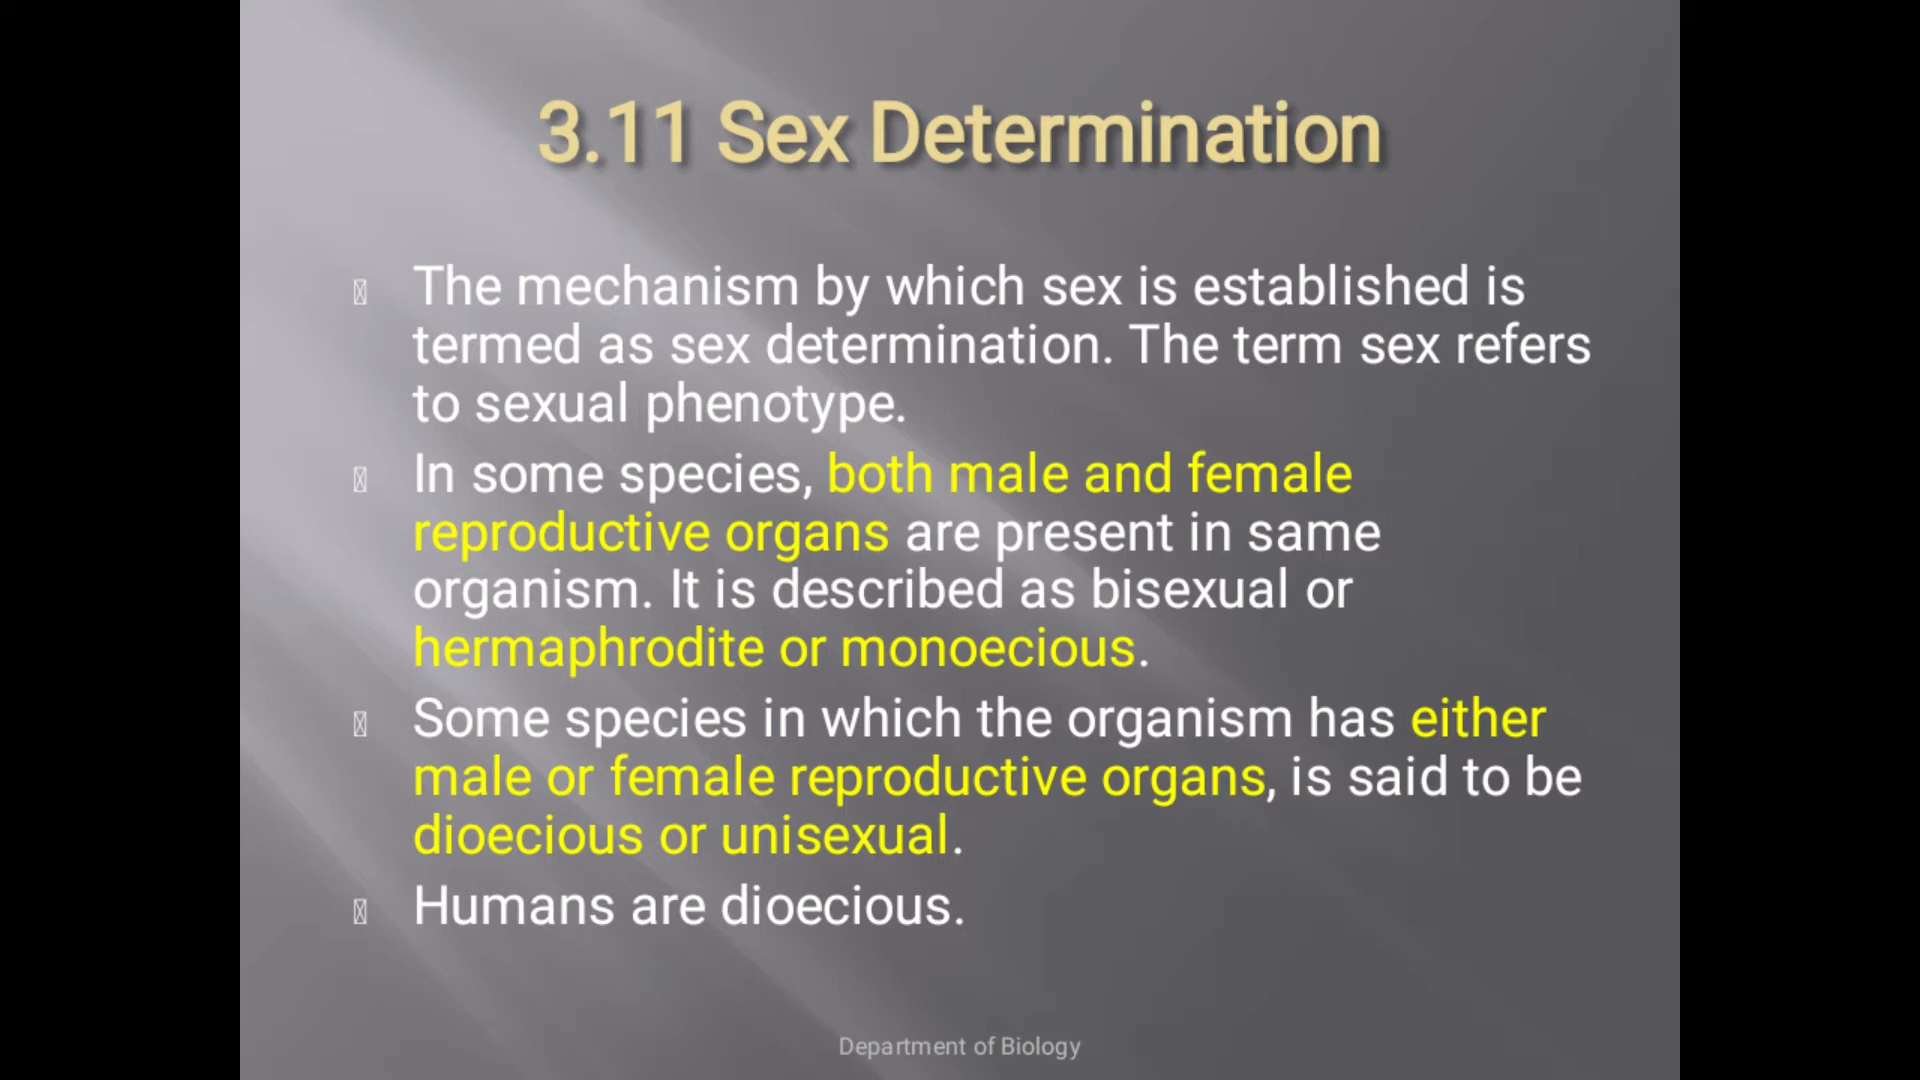 3.11 Sex Determination
The mechanism by which sex is established is
termed as sex determination. The term sex refers
to sexual phenotype.
In some species, both male and female
reproductive organs are present in same
organism. It is described as bisexual or
hermaphrodite or monoecious.
Some species in which the organism has either
male or female reproductive organs, is said to be
dioecious or unisexual.
Humans are dioecious.
Department of Biology